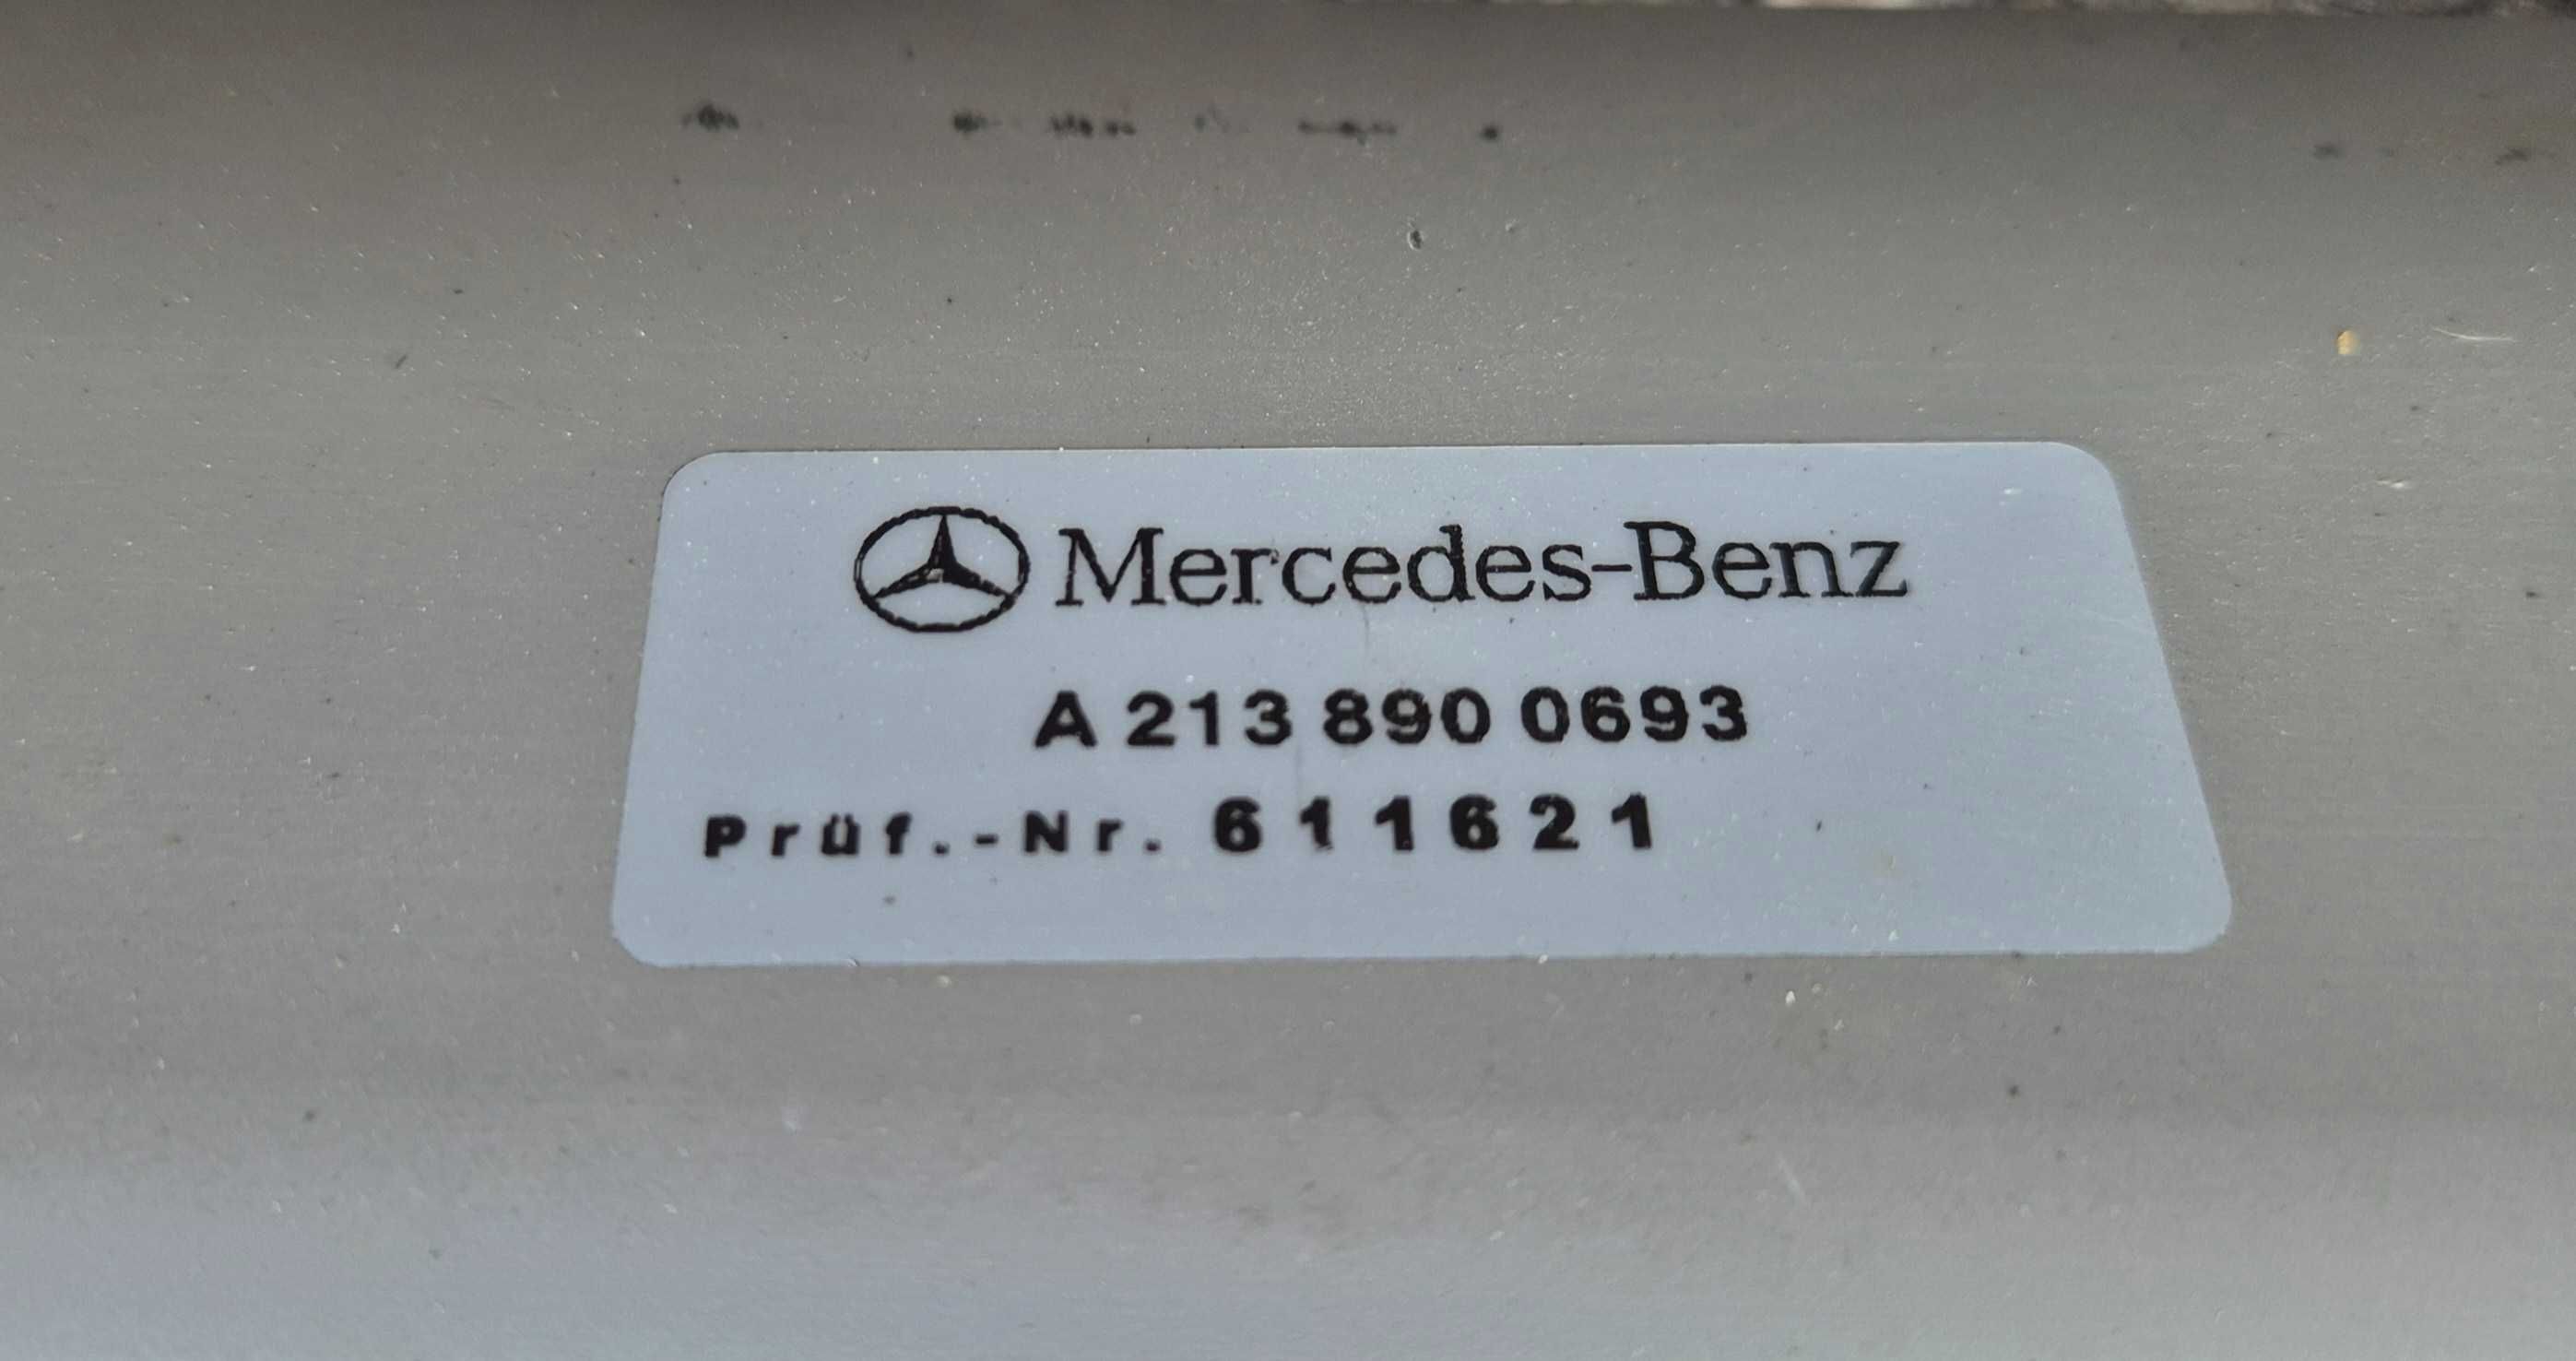 Mercedes-Benz
A 213 890 0693
Prüf.-Nr. 611621